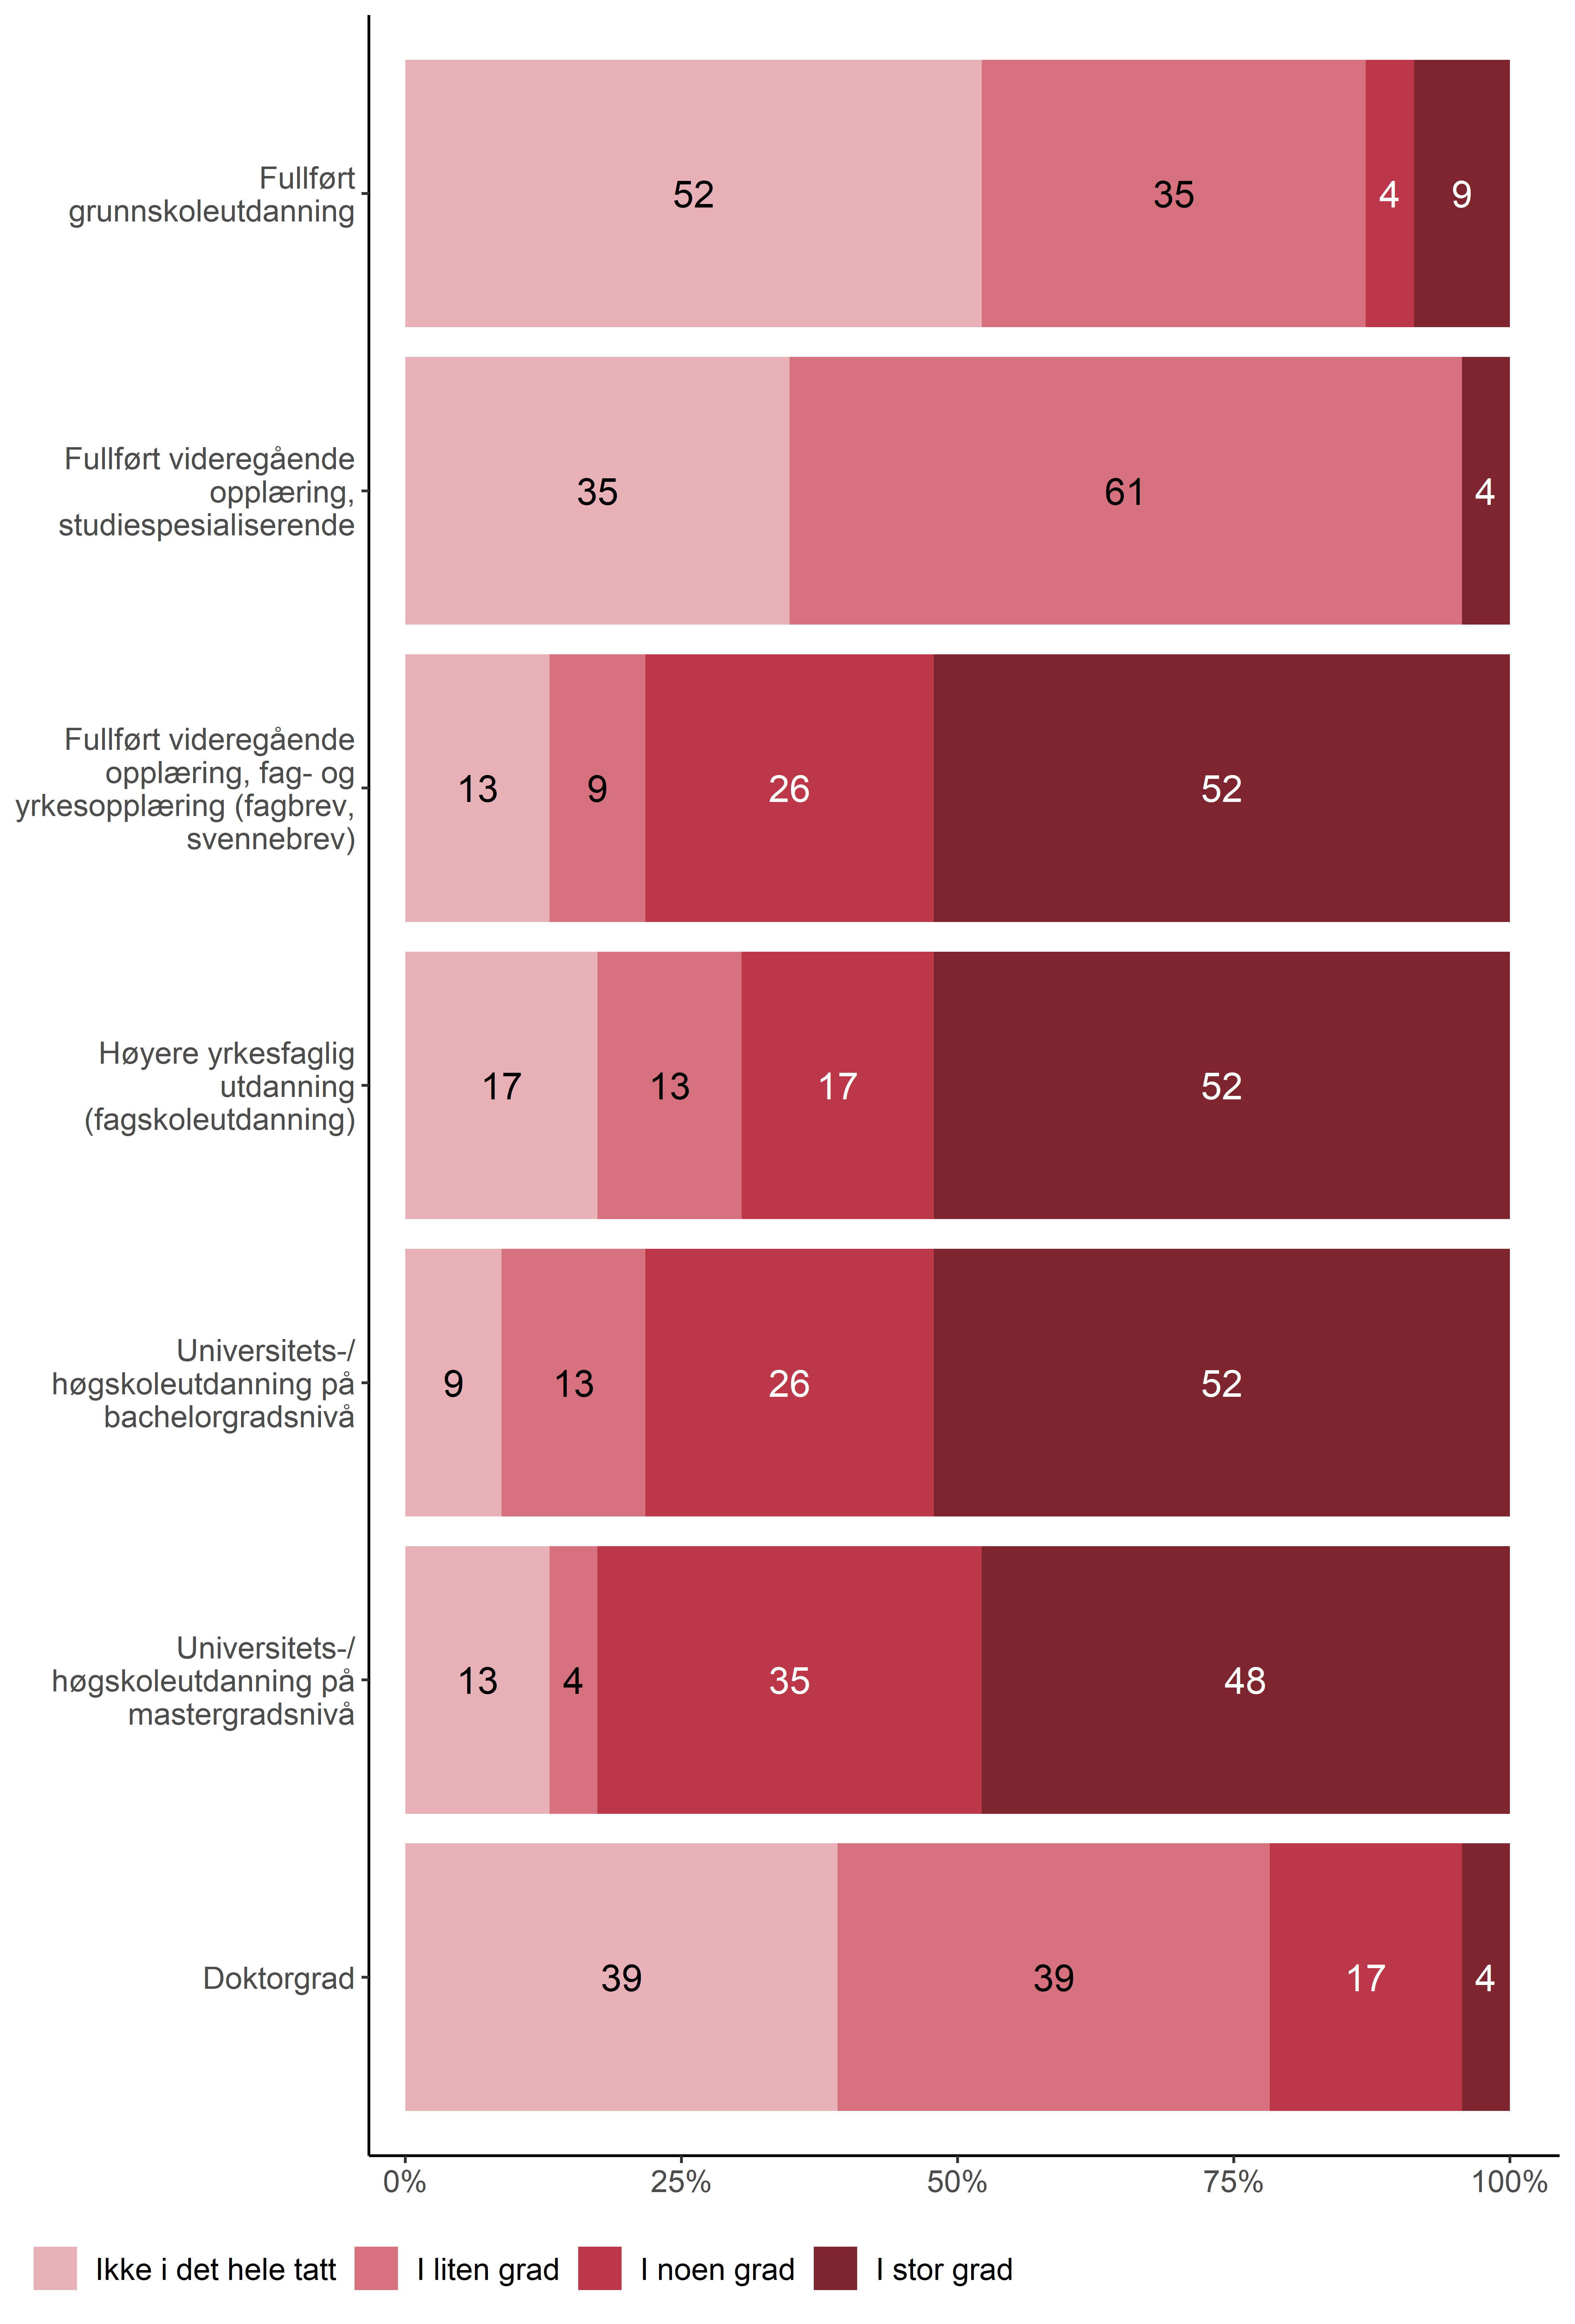 Fullført
grunnskoleutdanning
52 35 4 9
Fullført videregående
opplæring,
studiespesialiserende
35 61 4
Fullført videregående
opplæring, fag- og
yrkesopplæring (fagbrev,
svennebrev)
13 9 26 52
Høyere yrkesfaglig
utdanning
(fagskoleutdanning)
17 13 17 52
Universitets-/
høgskoleutdanning på
bachelorgradsnivå
9 13 26 52
Universitets-/
høgskoleutdanning på
mastergradsnivå
13 4 35 48
Doktorgrad
39 39 17 4
0% 25% 50% 75% 100%
Ikke i det hele tatt I liten grad I noen grad I stor grad